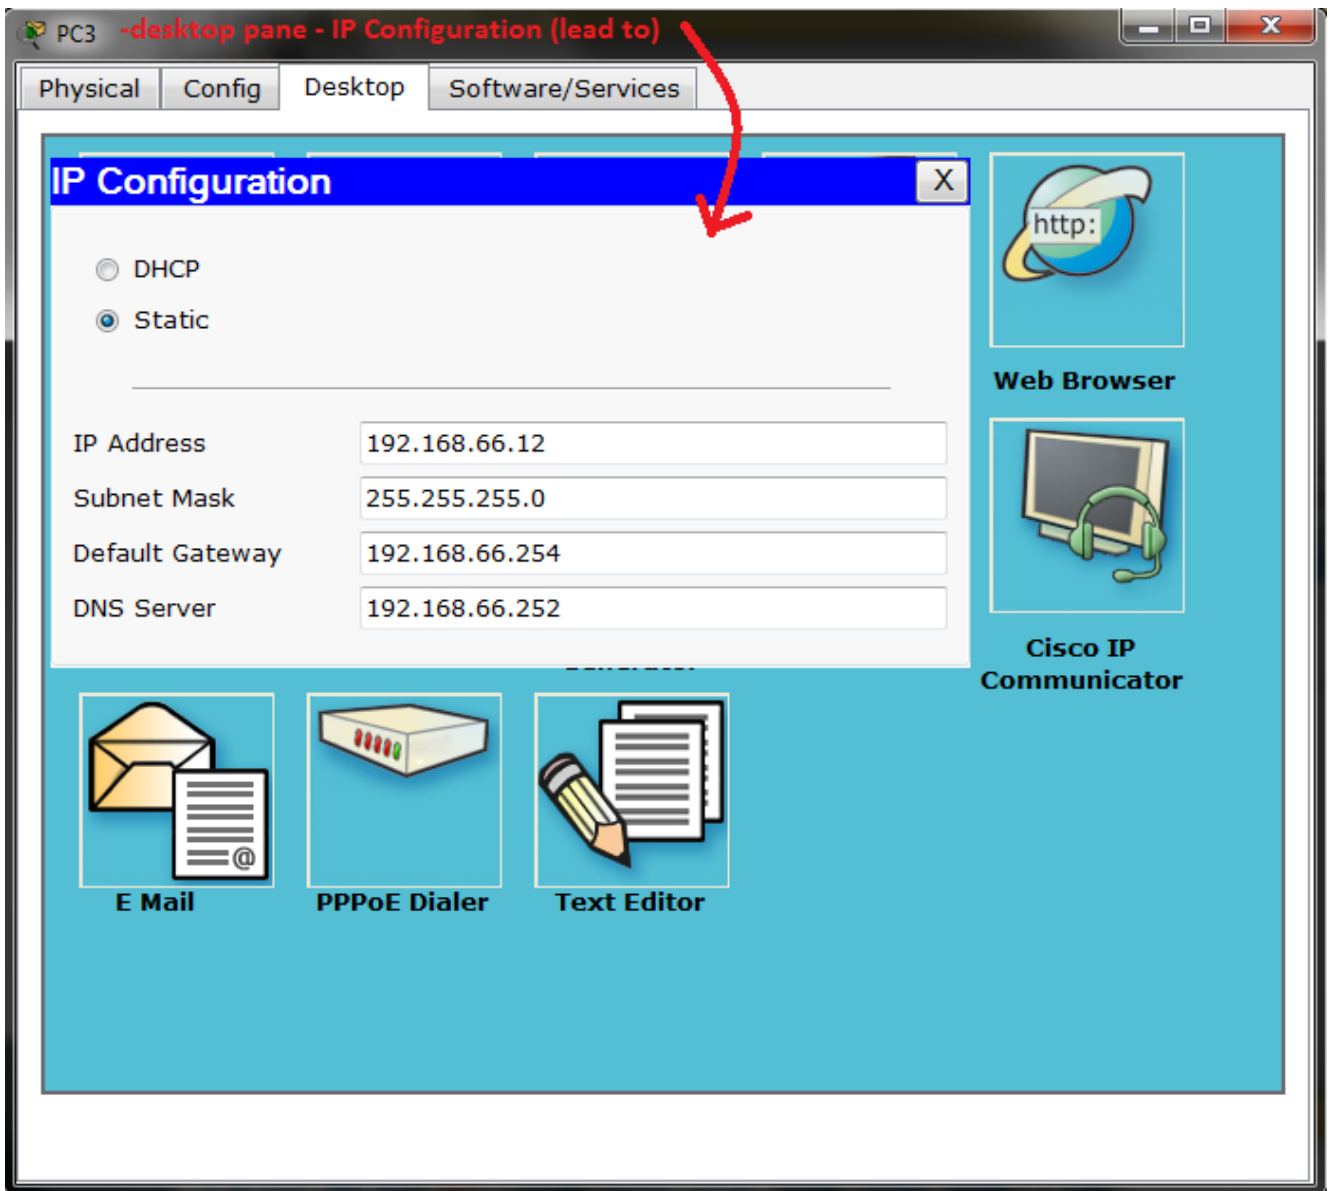 PC3 -desktop pane - IP Configuration (lead to)
Physical Config Desktop Software/Services
IP Configuration X
DHCP
Static
IP Address 192.168.66.12
Subnet Mask 255.255.255.0
Default Gateway 192.168.66.254
DNS Server 192.168.66.252
http:
Web Browser
Cisco IP
Communicator
@
E Mail
PPPoE Dialer
Text Editor